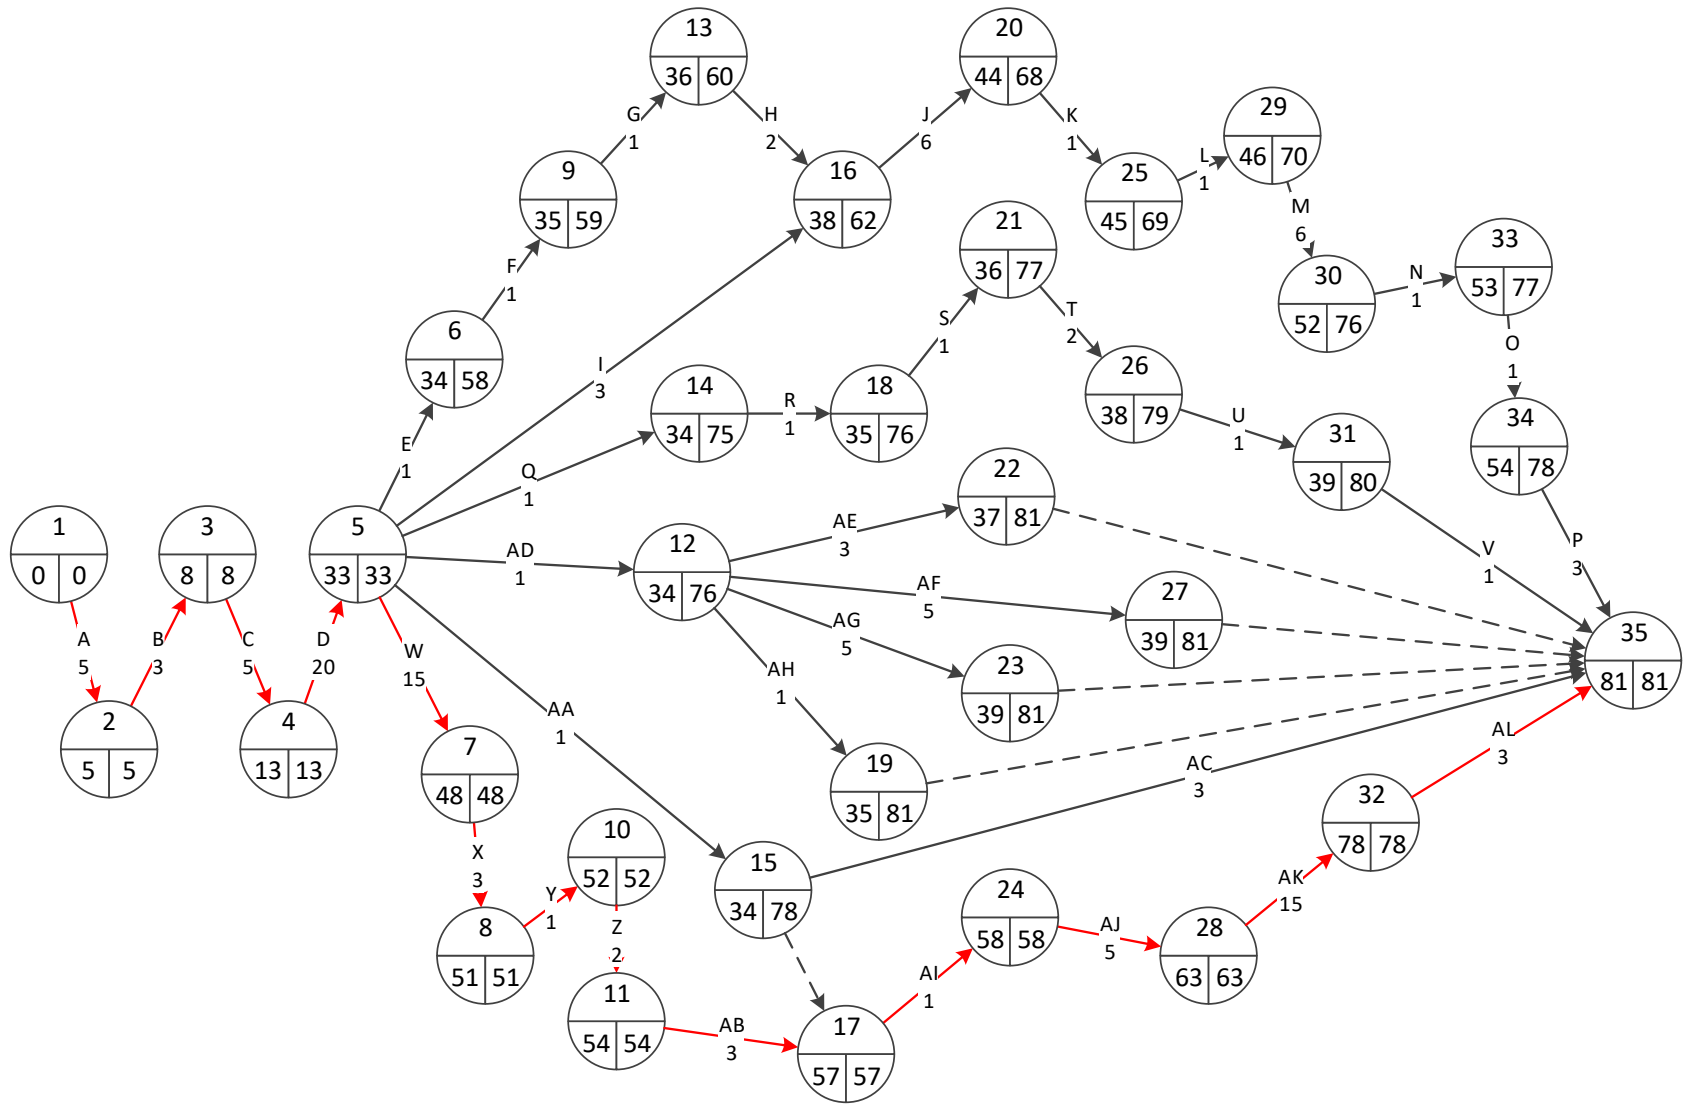 13
36 60
20
44 68
G
1
H
2
J
6
K
1
29
46 70
9
35 59
16
38 62
L
1
25
45 69
M
6
21
36 77
33
53 77
F
1
30
52 76
N
1
6
34 58
S
1
T
2
O
1
I
3
26
38 79
14
34 75
R
1
18
35 76
U
1
31
39 80
34
54 78
E
1
Q
1
22
37 81
1
0 0
3
8 8
5
33 33
AD
1
AE
3
12
34 76
V
1
P
3
AF
5
27
39 81
A
5
B
3
C
5
D
20
W
15
AG
5
23
39 81
35
81 81
AH
1
2
5 5
4
13 13
AA
1
7
48 48
19
35 81
AC
3
AL
3
32
78 78
X
3
10
52 52
15
34 78
Y
1
AK
15
8
51 51
Z
2
24
58 58
AJ
5
28
63 63
11
54 54
AI
1
AB
3
17
57 57